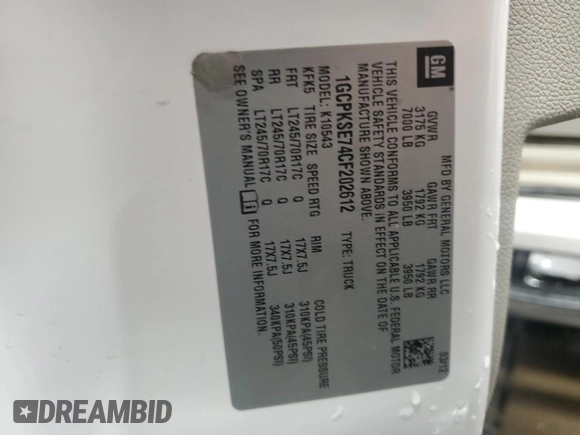 GM
MFD BY GENERAL MOTORS LLC 03/12
GVWR GAWR FRT GAWR RR
3175 KG 1792 KG 1792 KG
7000 LB 3950 LB 3950 LB
THIS VEHICLE CONFORMS TO ALL APPLICABLE U.S. FEDERAL MOTOR
VEHICLE SAFETY STANDARDS IN EFFECT ON THE DATE OF
MANUFACTURE SHOWN ABOVE.
1GCPKSE74CF202612 TYPE: TRUCK
MODEL: K10543
KFK5 TIRE SIZE SPEED RTG RIM COLD TIRE PRESSURE
FRT LT245/70R17C Q 17X7.5J 310KPA(45PSI)
RR LT245/70R17C Q 17X7.5J 310KPA(45PSI)
SPA LT245/70R17C Q 17X7.5J 340KPA(50PSI)
SEE OWNER'S MANUAL FOR MORE INFORMATION.
DREAMBID